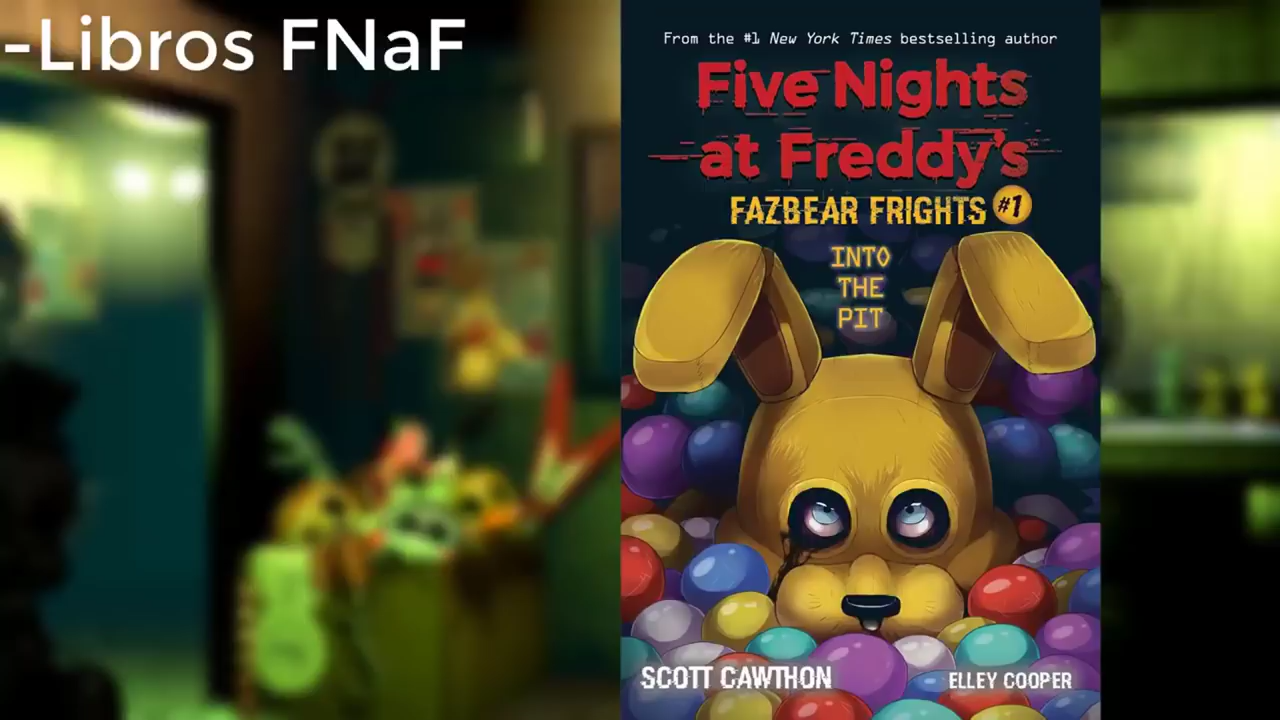 -Libros FNaF
From the #1 New York Times bestselling author
Five Nights
at Freddy's™
FAZBEAR FRIGHTS #1
INTO
THE
PIT
SCOTT CAWTHON
ELLEY COOPER